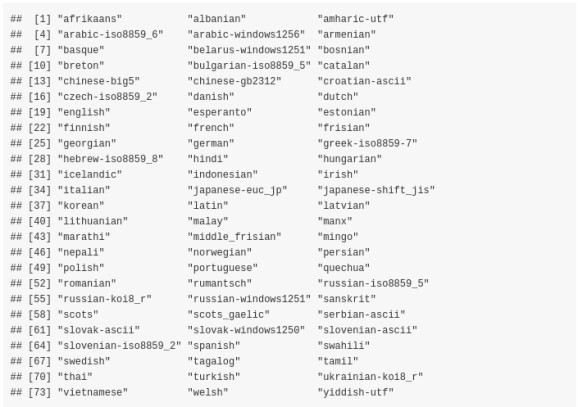 ## [1] "afrikaans" "albanian" "amharic-utf"
## [4] "arabic-iso8859_6" "arabic-windows1256" "armenian"
## [7] "basque" "belarus-windows1251" "bosnian"
## [10] "breton" "bulgarian-iso8859_5" "catalan"
## [13] "chinese-big5" "chinese-gb2312" "croatian-ascii"
## [16] "czech-iso8859_2" "danish" "dutch"
## [19] "english" "esperanto" "estonian"
## [22] "finnish" "french" "frisian"
## [25] "georgian" "german" "greek-iso8859-7"
## [28] "hebrew-iso8859_8" "hindi" "hungarian"
## [31] "icelandic" "indonesian" "irish"
## [34] "italian" "japanese-euc_jp" "japanese-shift_jis"
## [37] "korean" "latin" "latvian"
## [40] "lithuanian" "malay" "manx"
## [43] "marathi" "middle_frisian" "mingo"
## [46] "nepali" "norwegian" "persian"
## [49] "polish" "portuguese" "quechua"
## [52] "romanian" "rumantsch" "russian-iso8859_5"
## [55] "russian-koi8_r" "russian-windows1251" "sanskrit"
## [58] "scots" "scots_gaelic" "serbian-ascii"
## [61] "slovak-ascii" "slovak-windows1250" "slovenian-ascii"
## [64] "slovenian-iso8859_2" "spanish" "swahili"
## [67] "swedish" "tagalog" "tamil"
## [70] "thai" "turkish" "ukrainian-koi8_r"
## [73] "vietnamese" "welsh" "yiddish-utf"